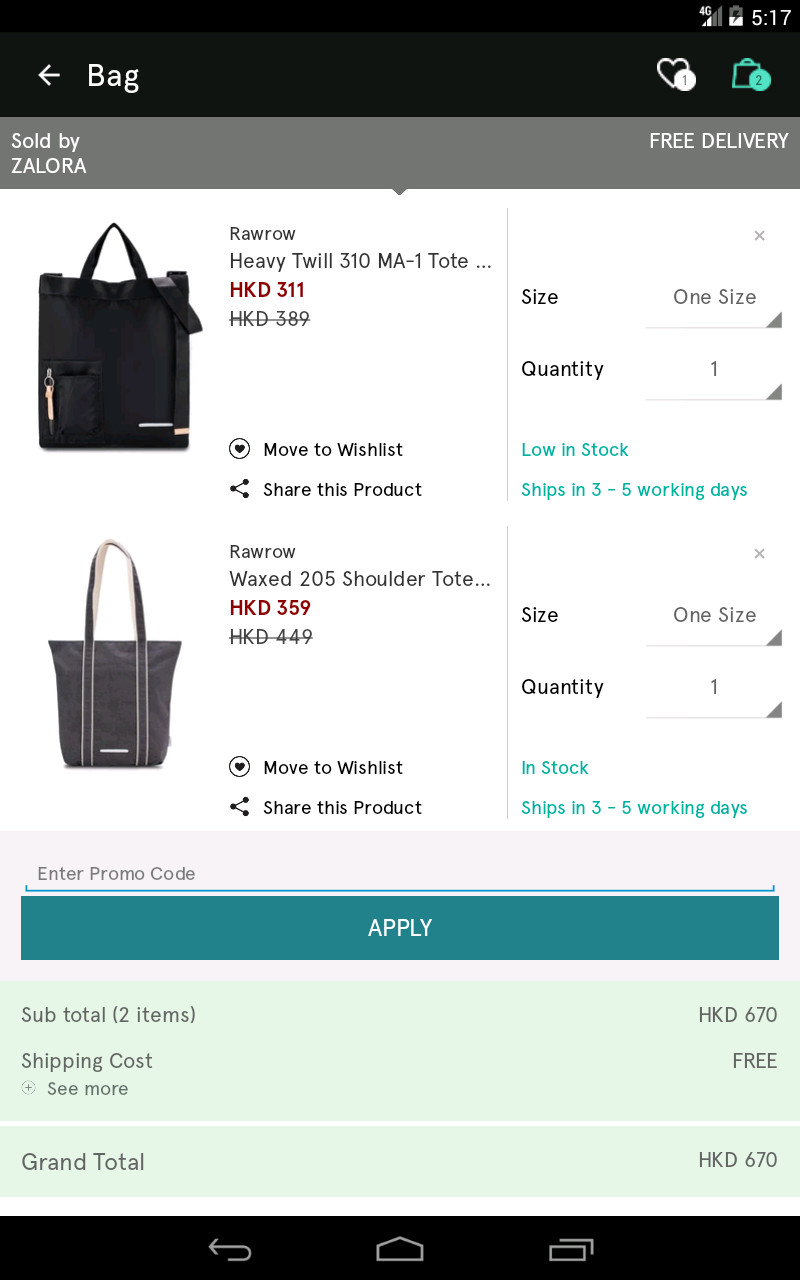 4G 5:17
Bag
1
2
Sold by
ZALORA
FREE DELIVERY
Rawrow
Heavy Twill 310 MA-1 Tote ...
HKD 311
HKD 389
Size
One Size
Quantity
1
Move to Wishlist
Share this Product
Low in Stock
Ships in 3 - 5 working days
Rawrow
Waxed 205 Shoulder Tote...
HKD 359
HKD 449
Size
One Size
Quantity
1
Move to Wishlist
Share this Product
In Stock
Ships in 3 - 5 working days
Enter Promo Code
APPLY
Sub total (2 items)
HKD 670
Shipping Cost
FREE
See more
Grand Total
HKD 670